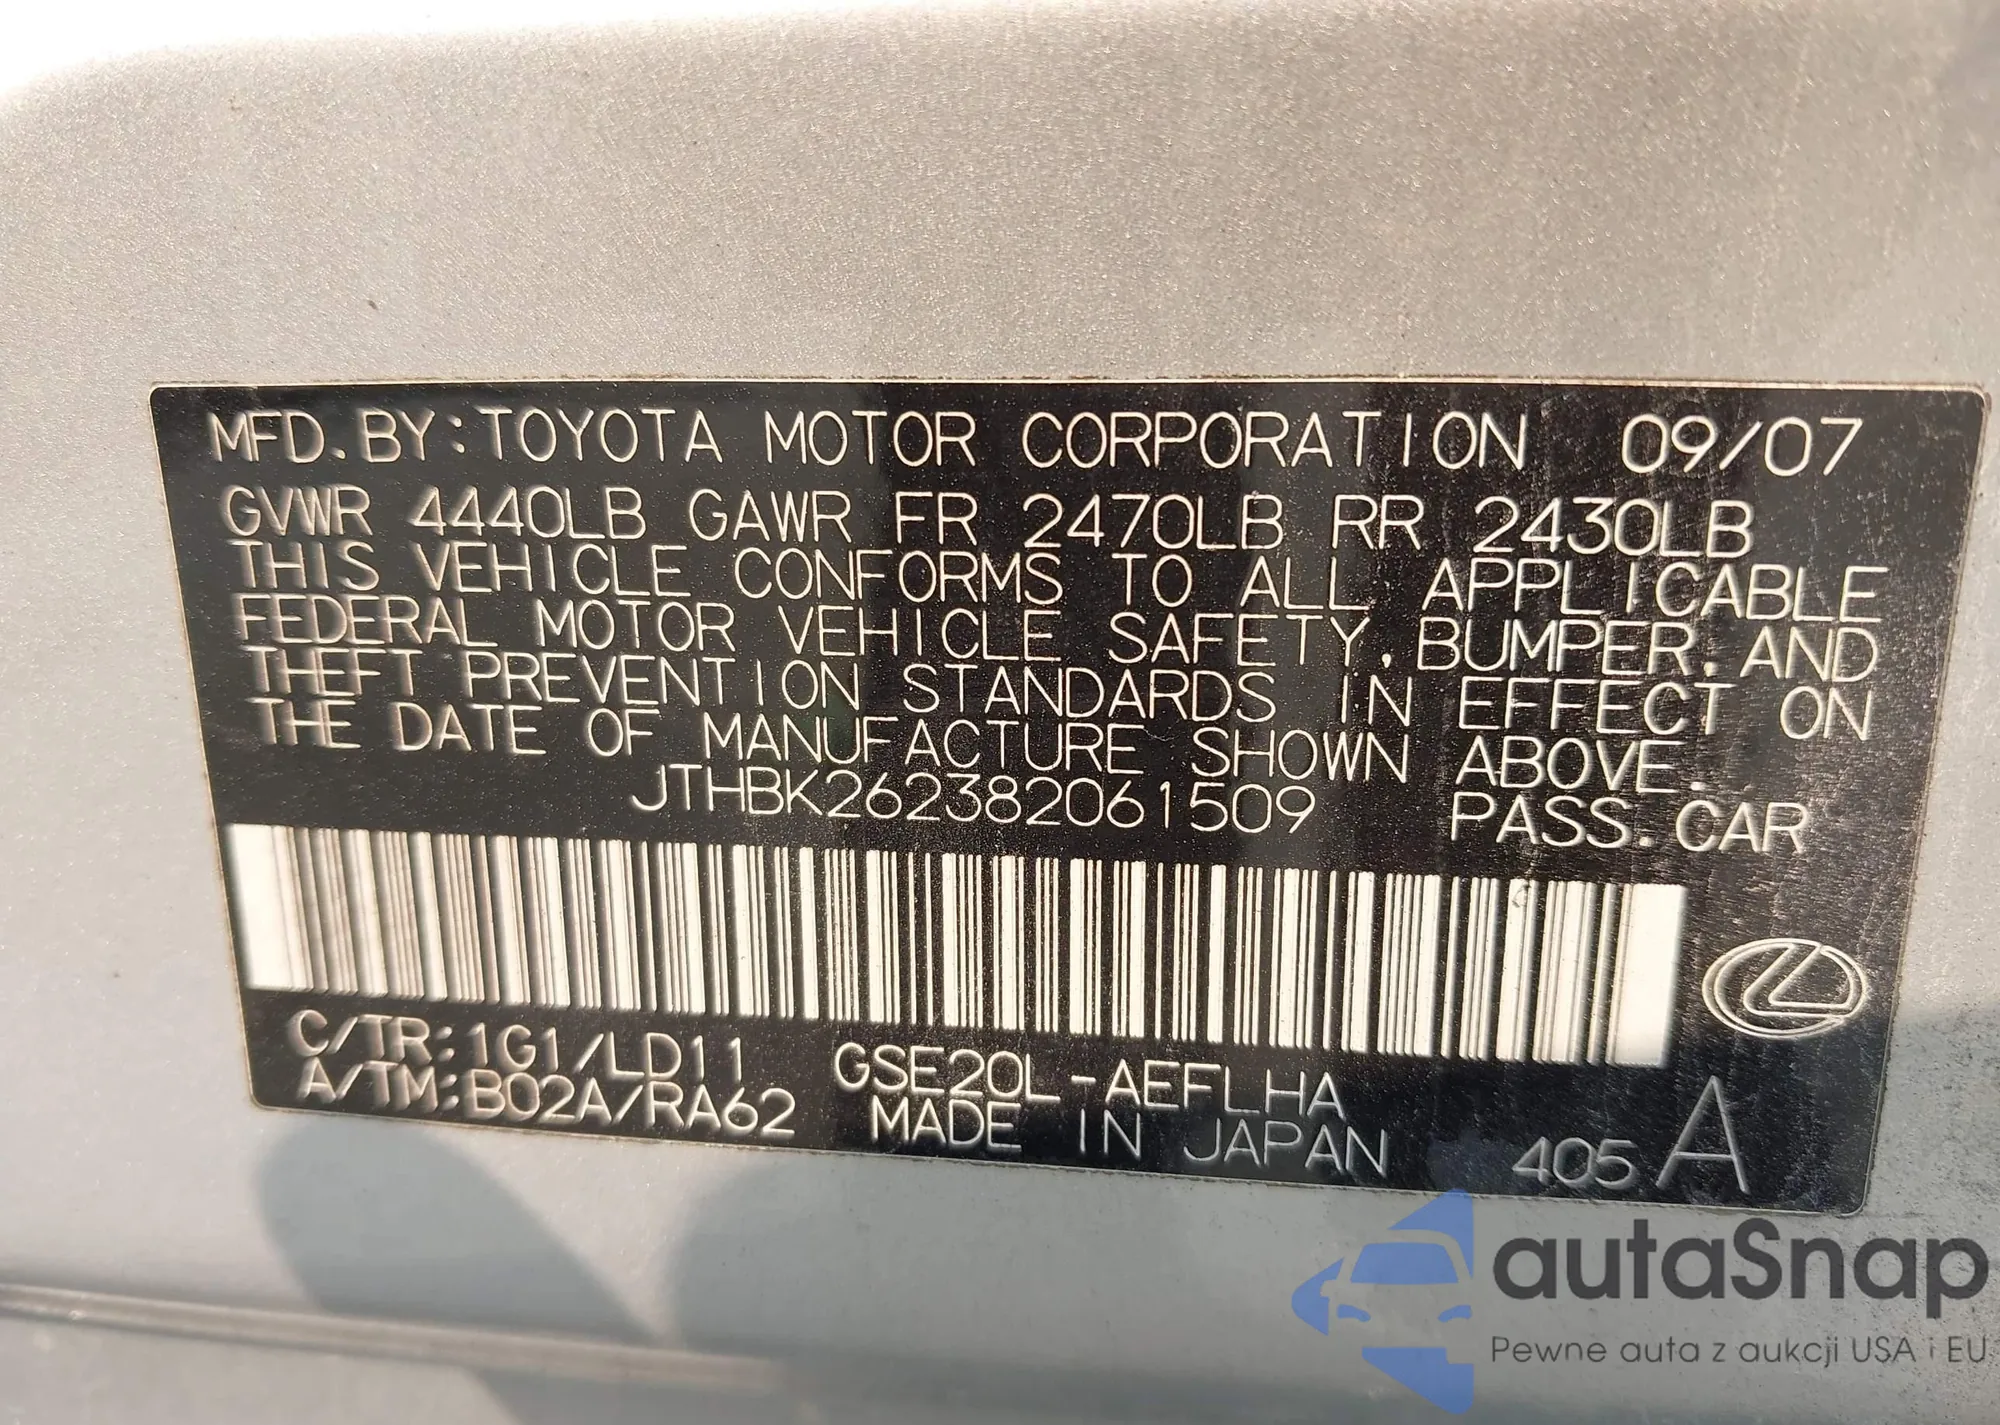 MFD. BY: TOYOTA MOTOR CORPORATION 09/07
GVWR 4440LB GAWR FR 2470LB RR 2430LB
THIS VEHICLE CONFORMS TO ALL APPLICABLE
FEDERAL MOTOR VEHICLE SAFETY, BUMPER, AND
THEFT PREVENTION STANDARDS IN EFFECT ON
THE DATE OF MANUFACTURE SHOWN ABOVE.
JTHBK262382061509 PASS. CAR
C/TR: 1G1/LD11 GSE20L-AEFLHA
A/TM: B02A/RA62 MADE IN JAPAN 405 A
autaSnap
Pewne auta z aukcji USA i EU